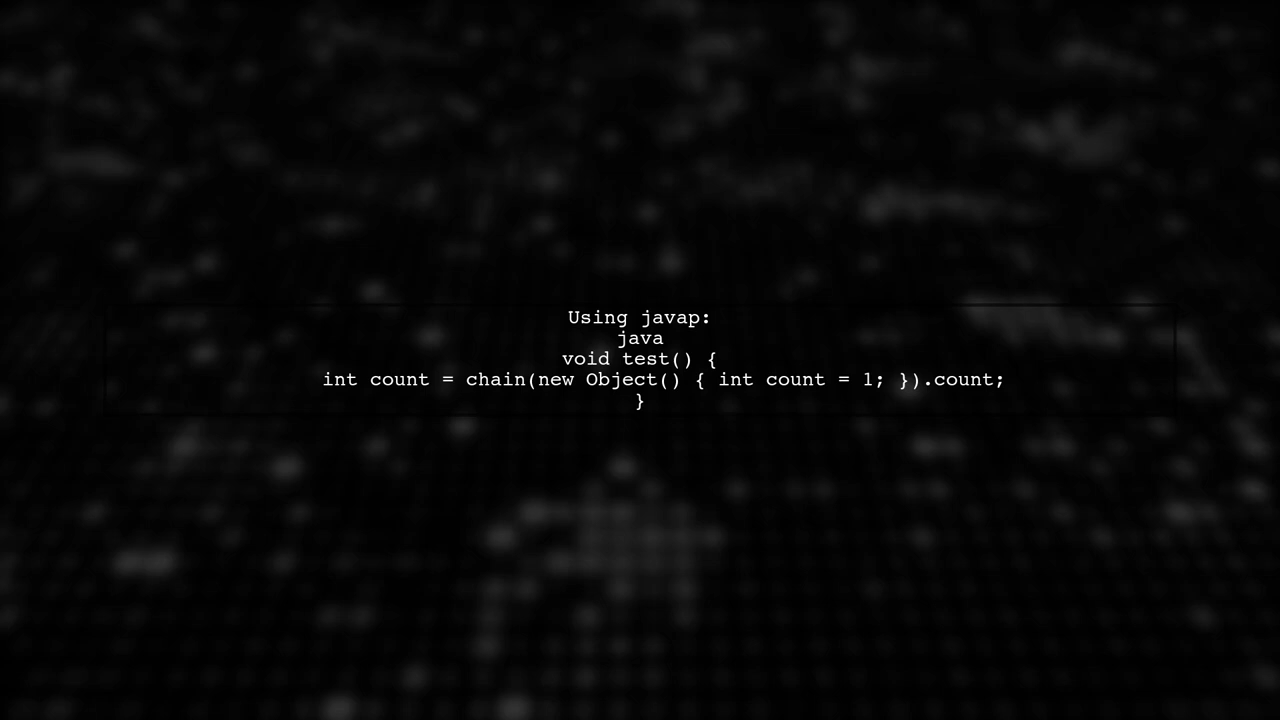 Using javap:
java
void test() {
int count = chain(new Object() { int count = 1; }).count;
}